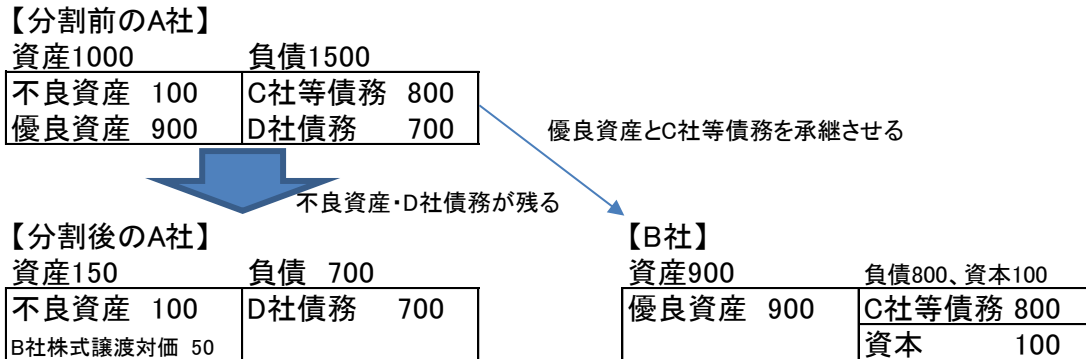 【分割前のA社】
資産1000 負債1500
不良資産 100 C社等債務 800
優良資産 900 D社債務 700
優良資産とC社等債務を承継させる
不良資産・D社債務が残る
【分割後のA社】 【B社】
資産150 負債 700 資産900 負債800、資本100
不良資産 100 D社債務 700 優良資産 900 C社等債務 800
B社株式譲渡対価 50 資本 100